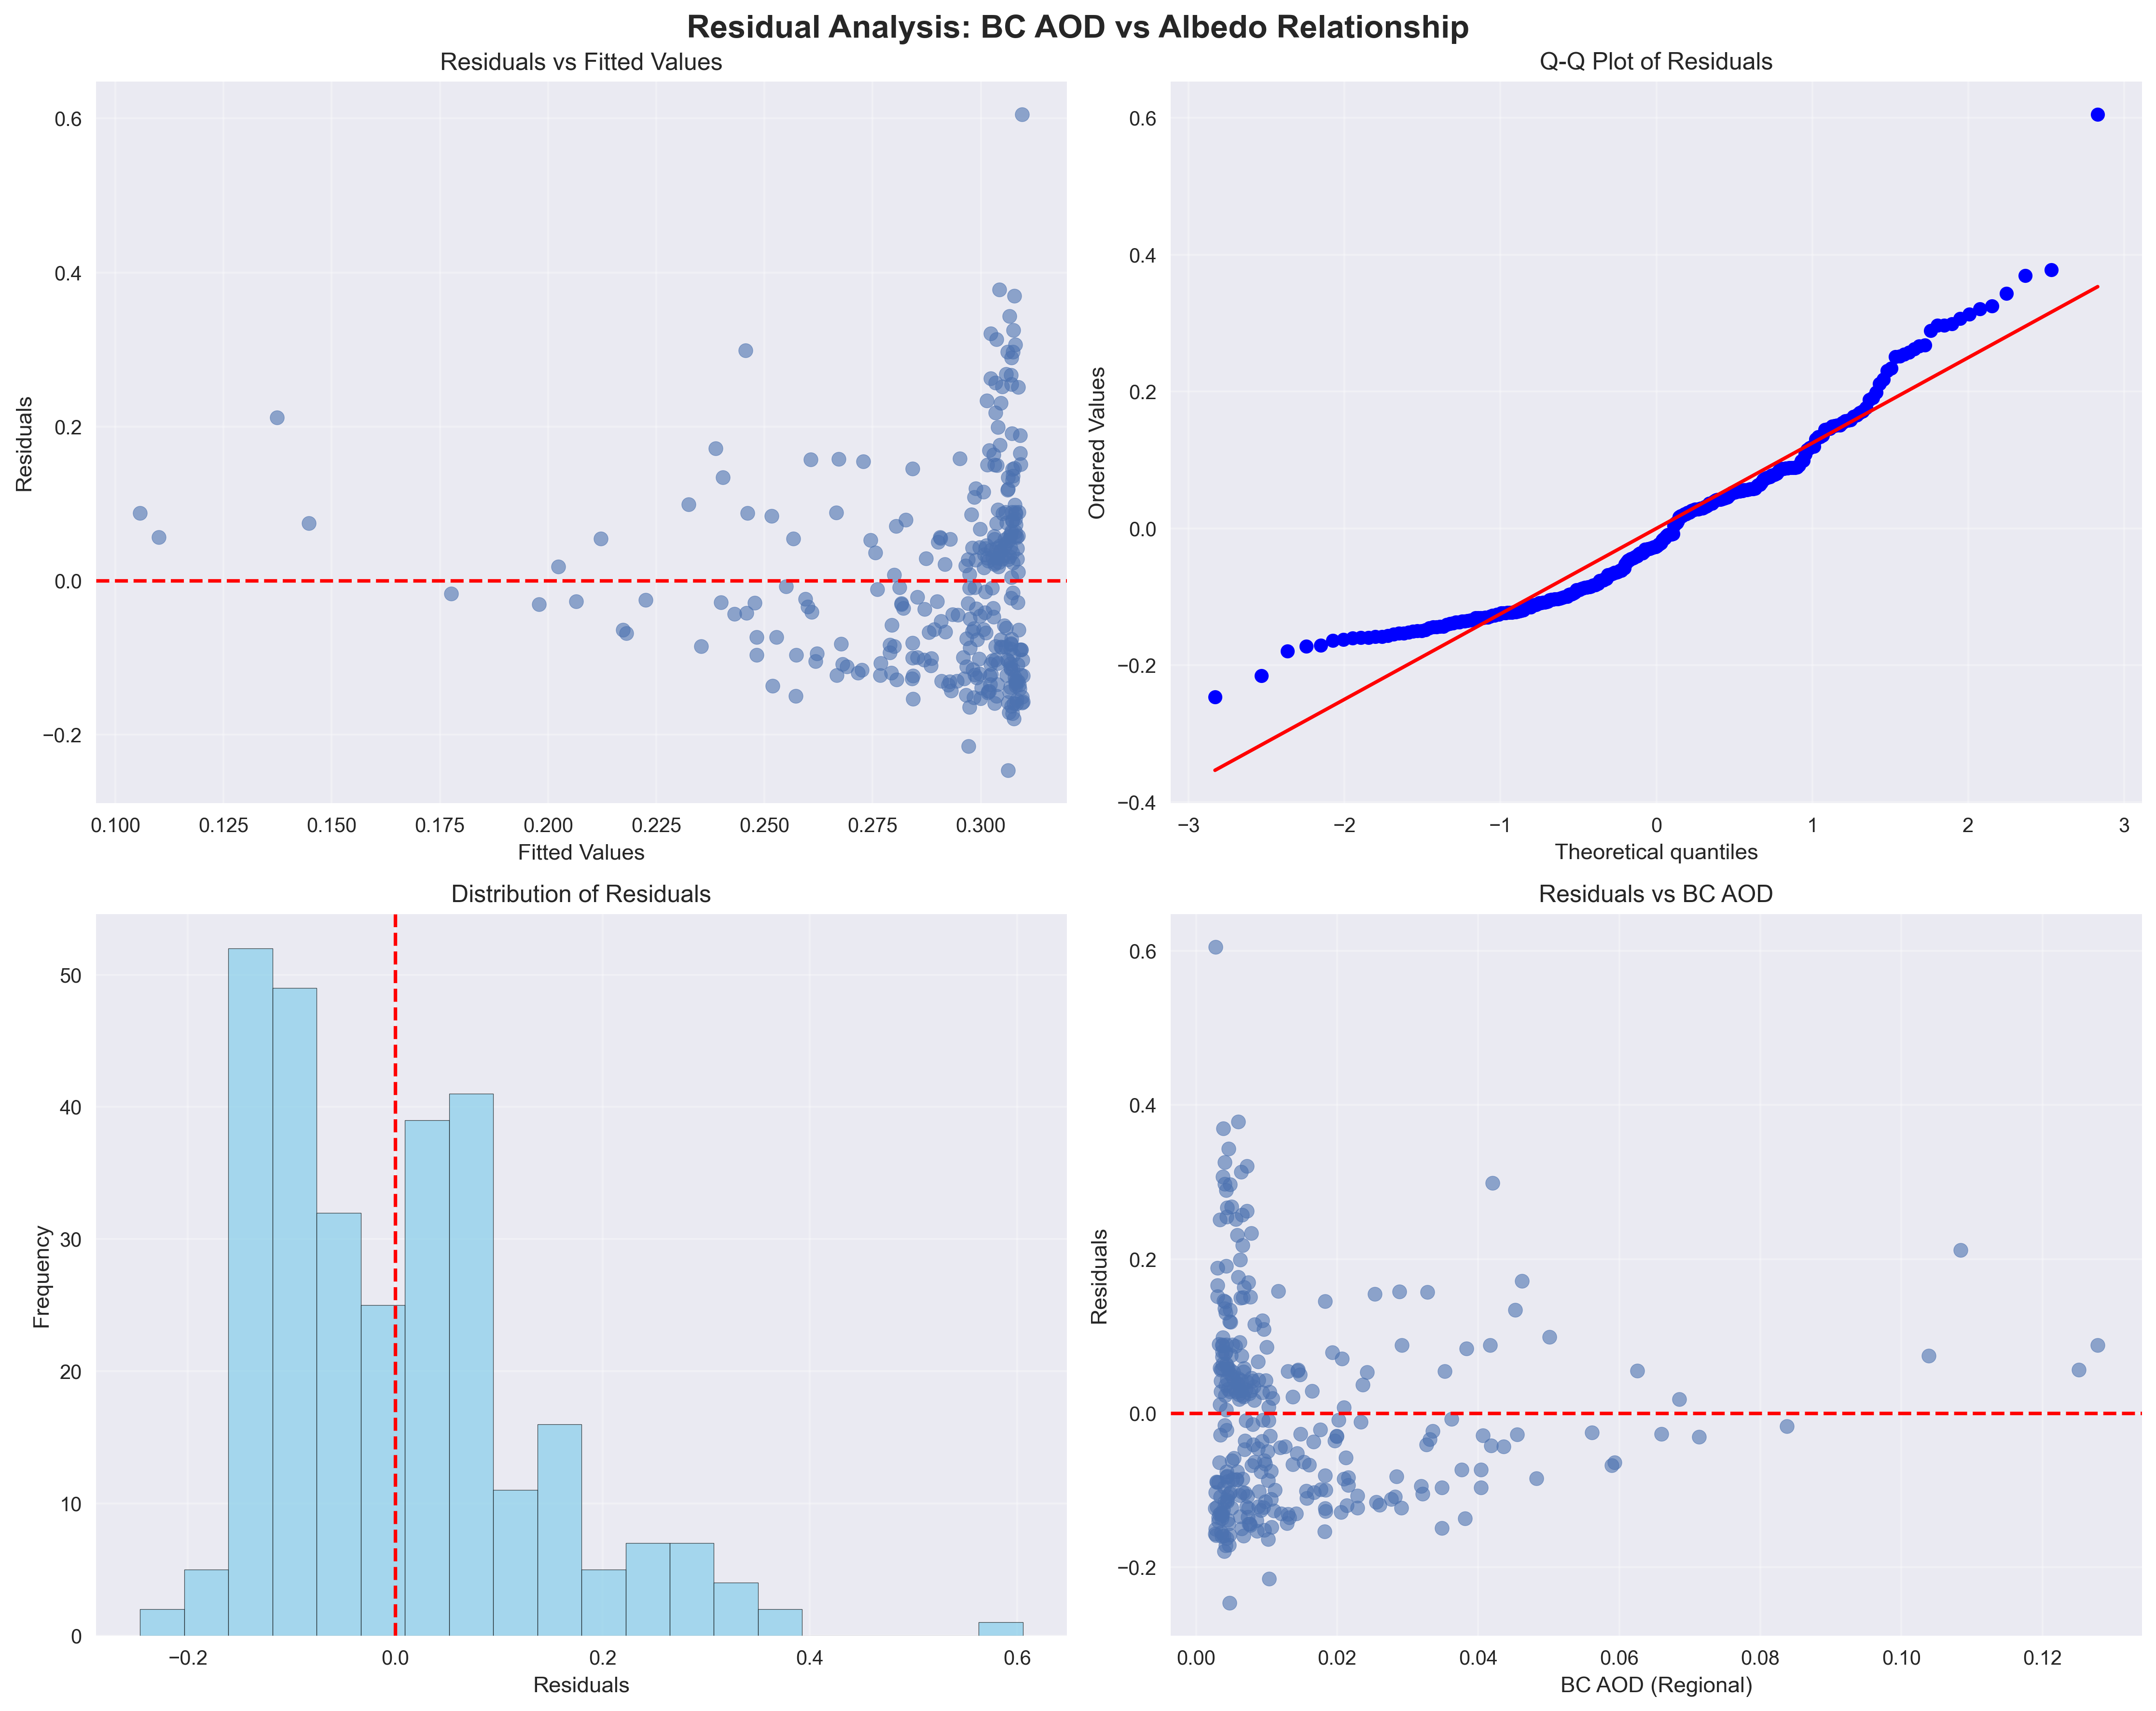 Residual Analysis: BC AOD vs Albedo Relationship
Residuals vs Fitted Values
Residuals
0.6
0.4
0.2
0.0
−0.2
0.100 0.125 0.150 0.175 0.200 0.225 0.250 0.275 0.300
Fitted Values
Q-Q Plot of Residuals
Ordered Values
0.6
0.4
0.2
0.0
−0.2
−0.4
−3 −2 −1 0 1 2 3
Theoretical quantiles
Distribution of Residuals
Frequency
50
40
30
20
10
0
−0.2 0.0 0.2 0.4 0.6
Residuals
Residuals vs BC AOD
Residuals
0.6
0.4
0.2
0.0
−0.2
0.00 0.02 0.04 0.06 0.08 0.10 0.12
BC AOD (Regional)